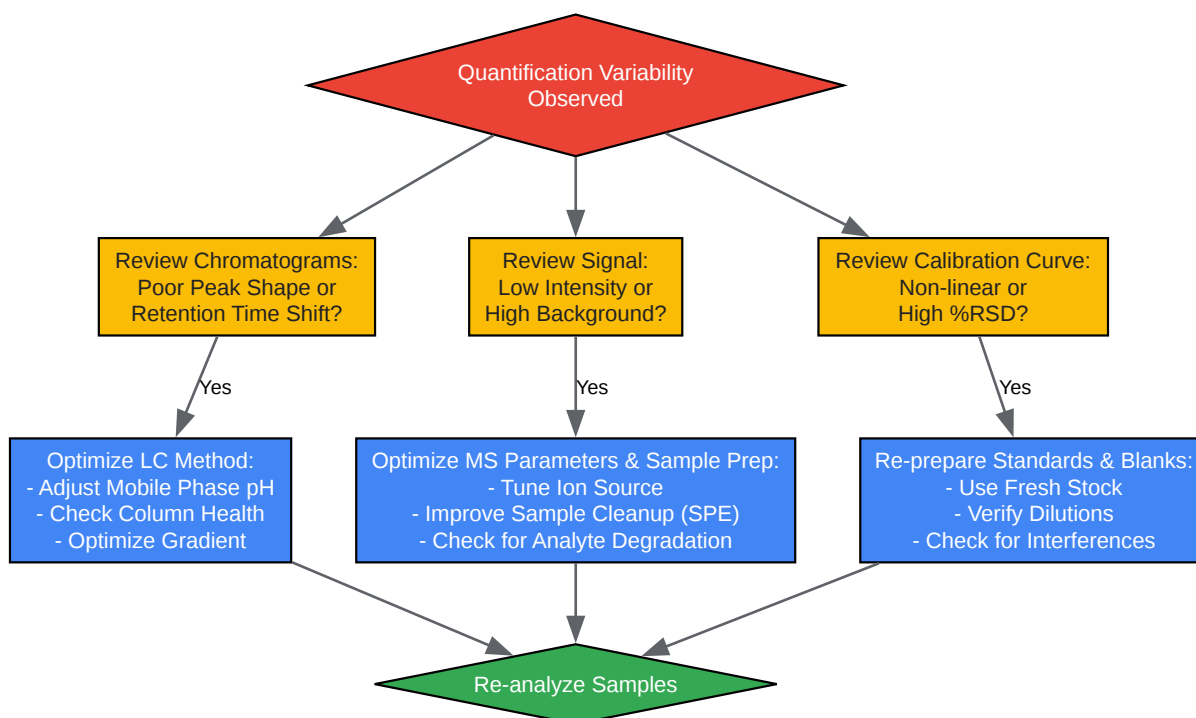 Quantification Variability
Observed
Review Chromatograms:
Poor Peak Shape or
Retention Time Shift?
Review Signal:
Low Intensity or
High Background?
Review Calibration Curve:
Non-linear or
High %RSD?
Yes
Yes
Yes
Optimize LC Method:
- Adjust Mobile Phase pH
- Check Column Health
- Optimize Gradient
Optimize MS Parameters & Sample Prep:
- Tune Ion Source
- Improve Sample Cleanup (SPE)
- Check for Analyte Degradation
Re-prepare Standards & Blanks:
- Use Fresh Stock
- Verify Dilutions
- Check for Interferences
Re-analyze Samples